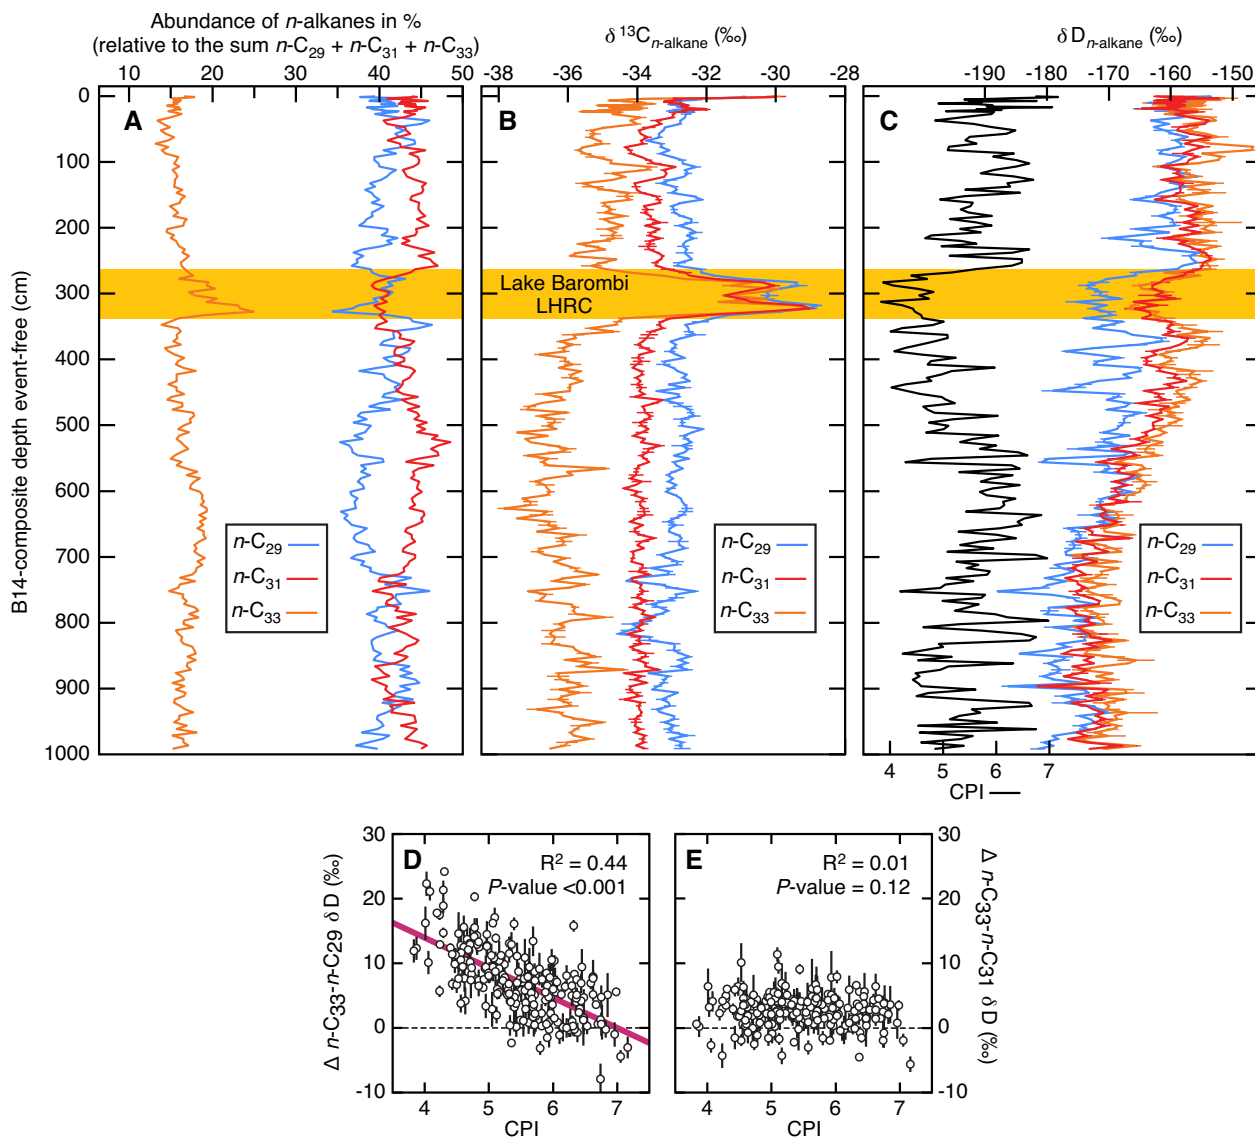 Abundance of n-alkanes in %
(relative to the sum n-C29 + n-C31 + n-C33)
10 20 30 40 50
δ 13Cn-alkane (‰)
-38 -36 -34 -32 -30 -28
δ Dn-alkane (‰)
-190 -180 -170 -160 -150
B14-composite depth event-free (cm)
0
100
200
300
400
500
600
700
800
900
1000
A
n-C29
n-C31
n-C33
B
Lake Barombi
LHRC
n-C29
n-C31
n-C33
C
n-C29
n-C31
n-C33
4 5 6 7
CPI
Δ n-C33-n-C29 δ D (‰)
30
20
10
0
-10
D
R2 = 0.44
P-value <0.001
4 5 6 7
CPI
E
R2 = 0.01
P-value = 0.12
4 5 6 7
CPI
30
20
10
0
-10
Δ n-C33-n-C31 δ D (‰)